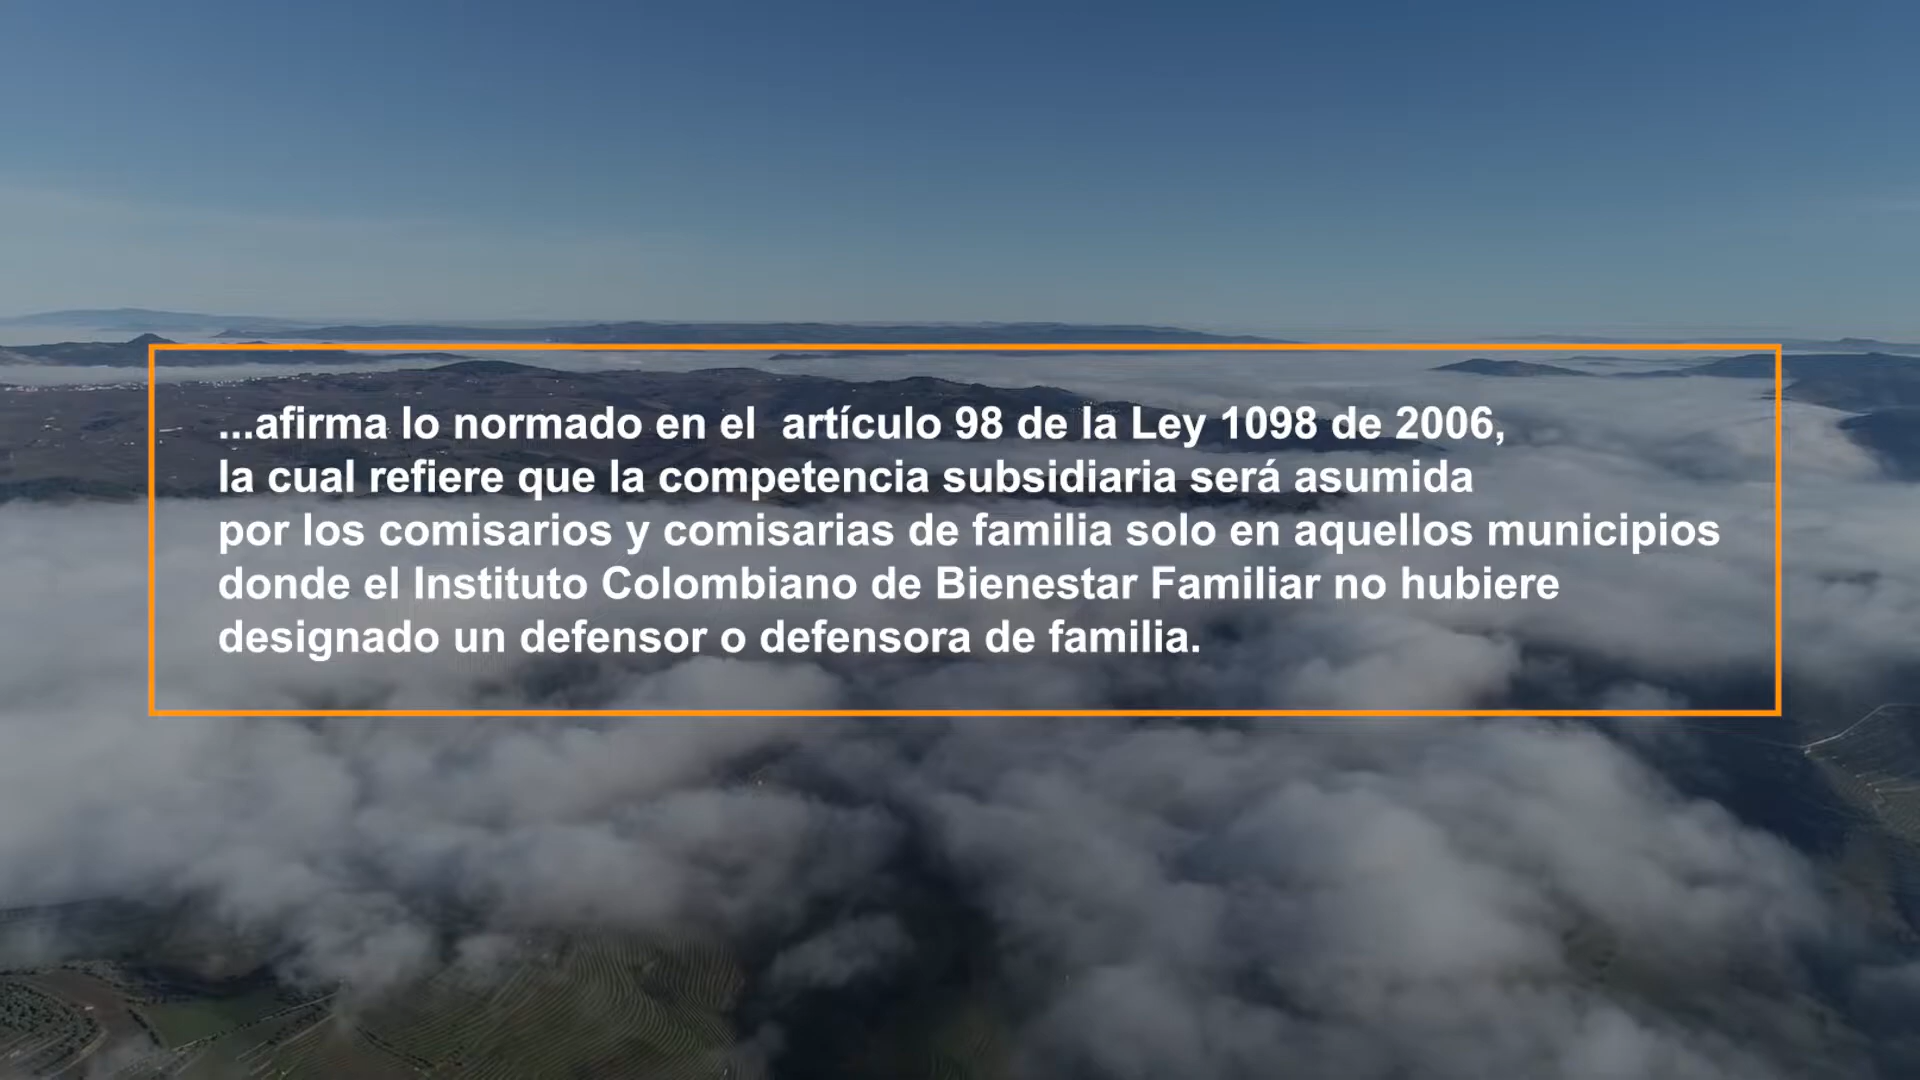 ...afirma lo normado en el  artículo 98 de la Ley 1098 de 2006,
la cual refiere que la competencia subsidiaria será asumida
por los comisarios y comisarias de familia solo en aquellos municipios
donde el Instituto Colombiano de Bienestar Familiar no hubiere
designado un defensor o defensora de familia.